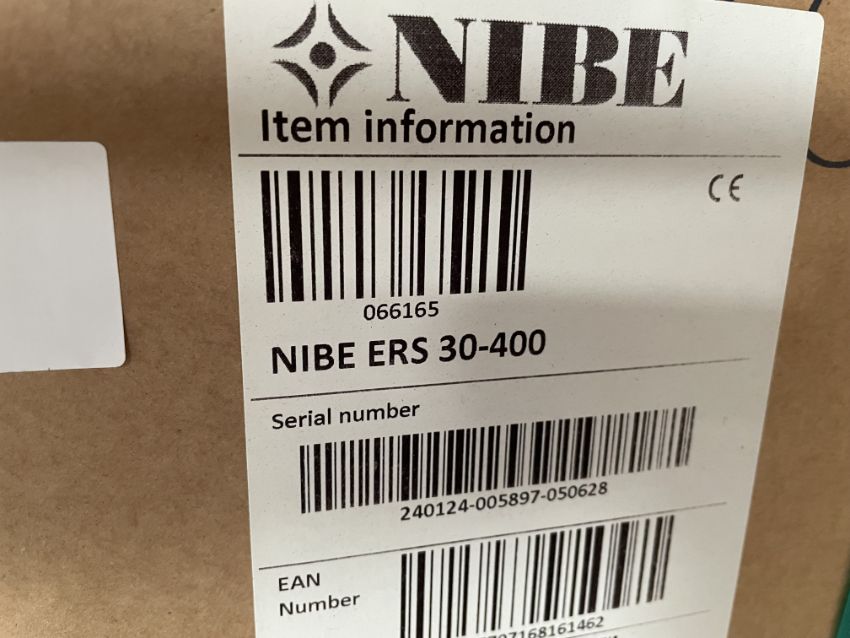 NIBE
Item information
CE
066165
NIBE ERS 30-400
Serial number
240124-005897-050628
EAN
Number